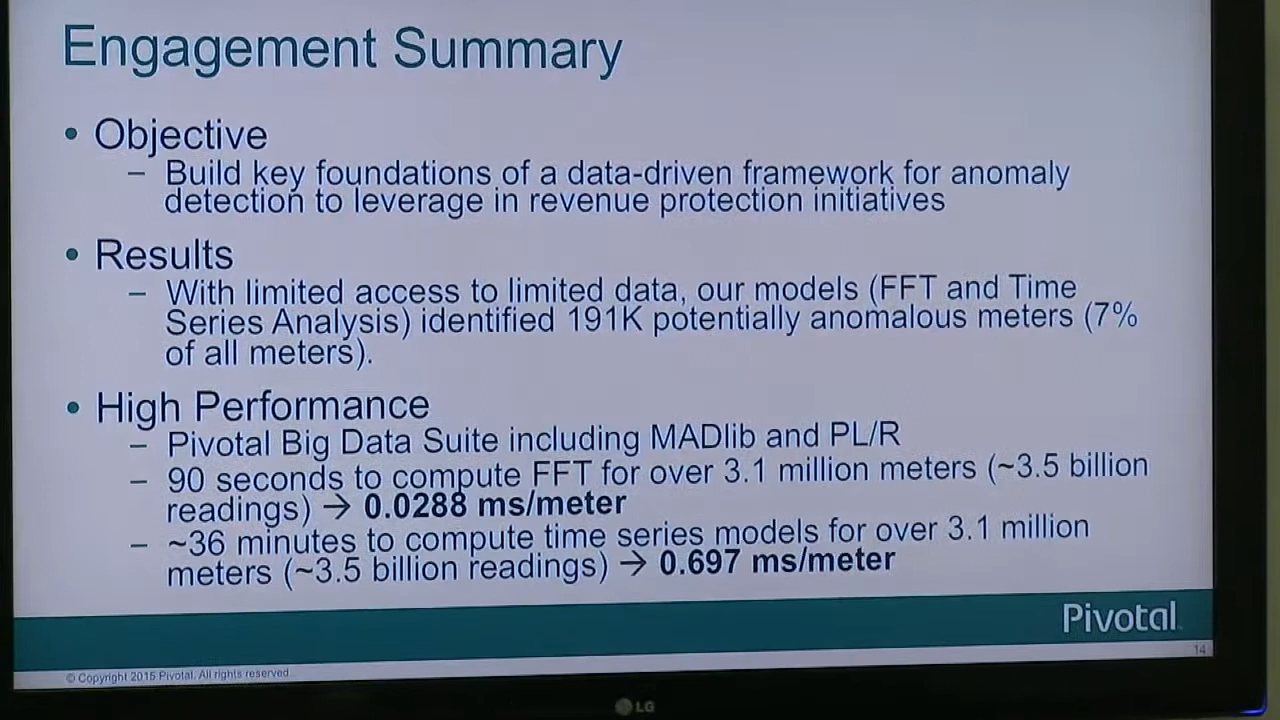 Engagement Summary
• Objective
– Build key foundations of a data-driven framework for anomaly
detection to leverage in revenue protection initiatives
• Results
– With limited access to limited data, our models (FFT and Time
Series Analysis) identified 191K potentially anomalous meters (7%
of all meters).
• High Performance
– Pivotal Big Data Suite including MADlib and PL/R
– 90 seconds to compute FFT for over 3.1 million meters (~3.5 billion
readings) → 0.0288 ms/meter
– ~36 minutes to compute time series models for over 3.1 million
meters (~3.5 billion readings) → 0.697 ms/meter
Pivotal
14
© Copyright 2015 Pivotal. All rights reserved.
LG